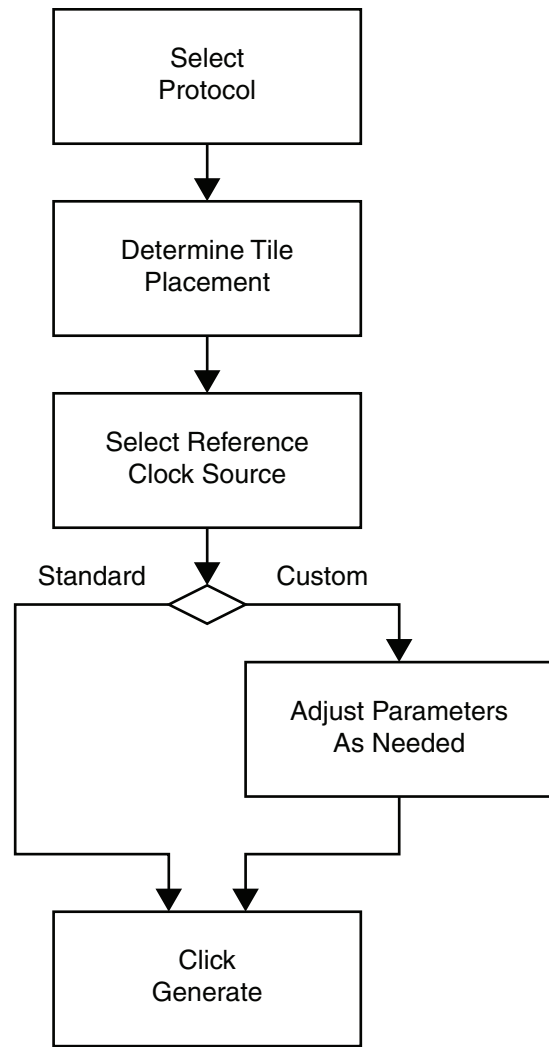 Select
Protocol
Determine Tile
Placement
Select Reference
Clock Source
Standard
Custom
Adjust Parameters
As Needed
Click
Generate